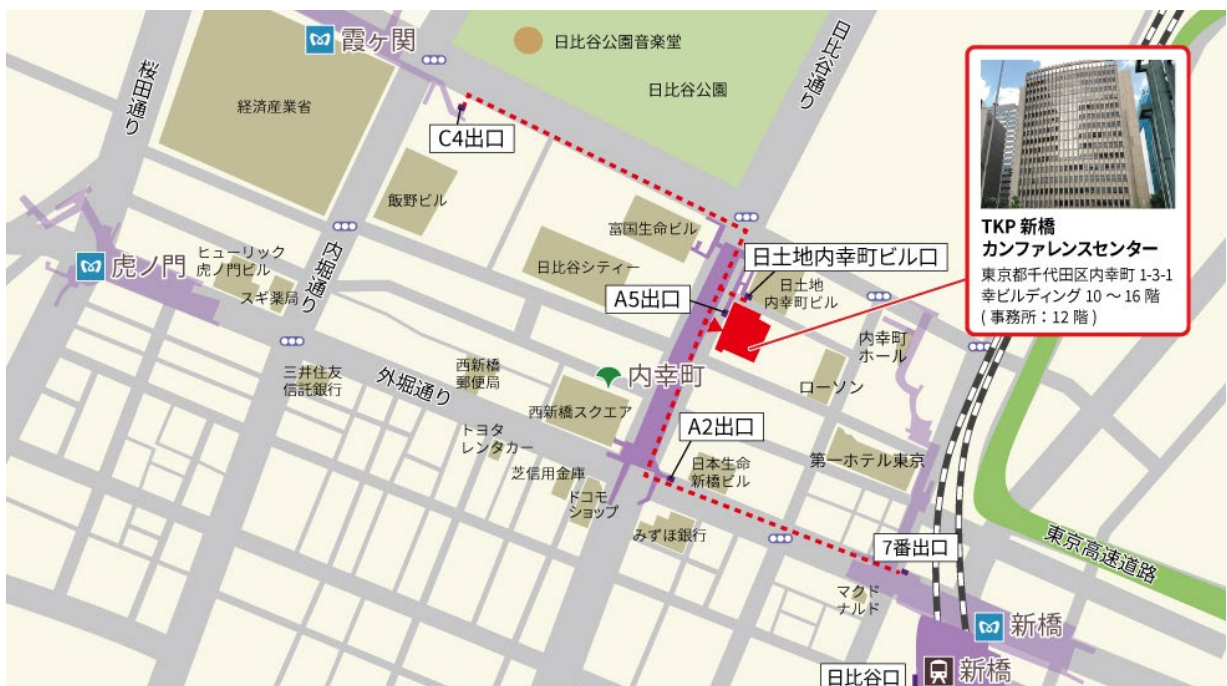 霞ヶ関
日比谷公園音楽堂
日比谷公園
日比谷通り
桜田通り
経済産業省
C4出口
飯野ビル
富国生命ビル
内堀通り
日比谷シティー
虎ノ門
ヒューリック
虎ノ門ビル
スギ薬局
日土地内幸町ビル口
A5出口
日土地
内幸町ビル
内幸町
ホール
TKP 新橋
カンファレンスセンター
東京都千代田区内幸町 1-3-1
幸ビルディング 10 〜 16 階
( 事務所：12 階 )
三井住友
信託銀行
外堀通り
西新橋
郵便局
内幸町
ローソン
西新橋スクエア
A2出口
トヨタ
レンタカー
芝信用金庫
ドコモ
ショップ
日本生命
新橋ビル
第一ホテル東京
みずほ銀行
7番出口
東京高速道路
マクド
ナルド
新橋
新橋
日比谷口